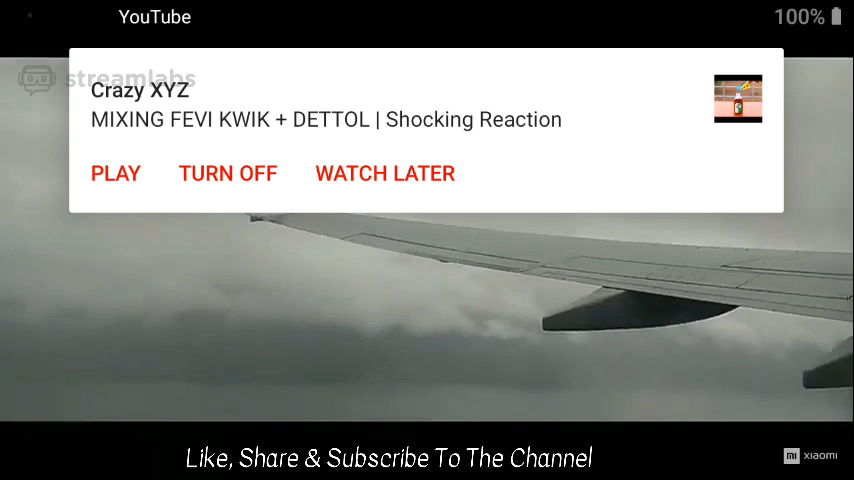 YouTube
100%
streamlabs
Crazy XYZ
MIXING FEVI KWIK + DETTOL | Shocking Reaction
PLAY TURN OFF WATCH LATER
Like, Share & Subscribe To The Channel
mi xiaomi